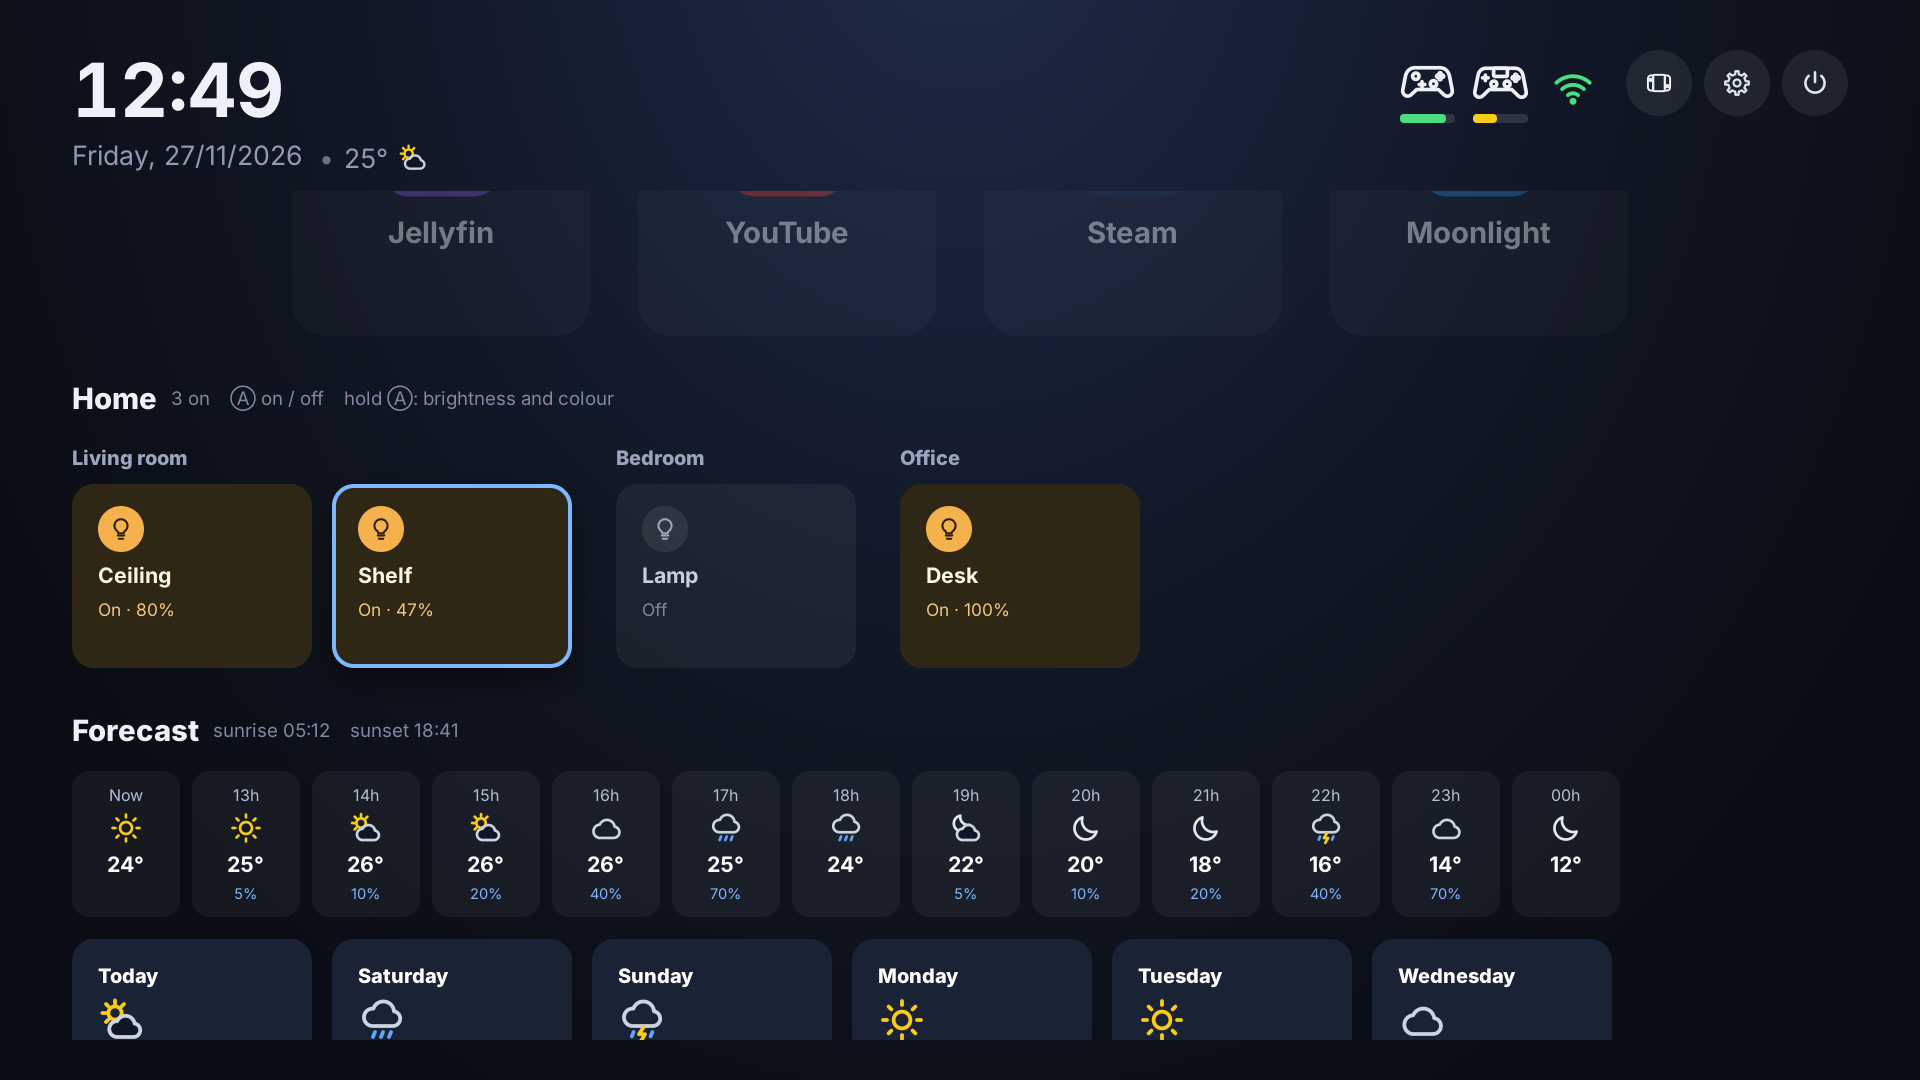 12:49
Friday, 27/11/2026 • 25°
Jellyfin YouTube Steam Moonlight
Home 3 on Ⓐ on / off hold Ⓐ: brightness and colour
Living room Bedroom Office
Ceiling Shelf Lamp Desk
On · 80% On · 47% Off On · 100%
Forecast sunrise 05:12 sunset 18:41
Now 13h 14h 15h 16h 17h 18h 19h 20h 21h 22h 23h 00h
24° 25° 26° 26° 26° 25° 24° 22° 20° 18° 16° 14° 12°
5% 10% 20% 40% 70% 5% 10% 20% 40% 70%
Today Saturday Sunday Monday Tuesday Wednesday